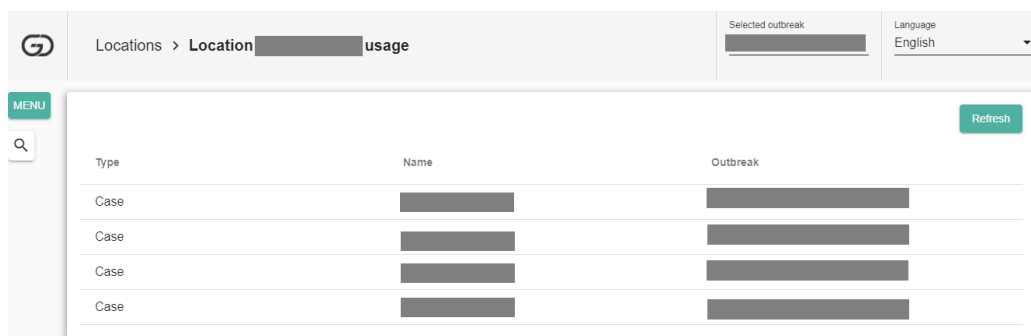 Selected outbreak
Language
Locations > Location usage
English
MENU
Refresh
Type Name Outbreak
Case
Case
Case
Case